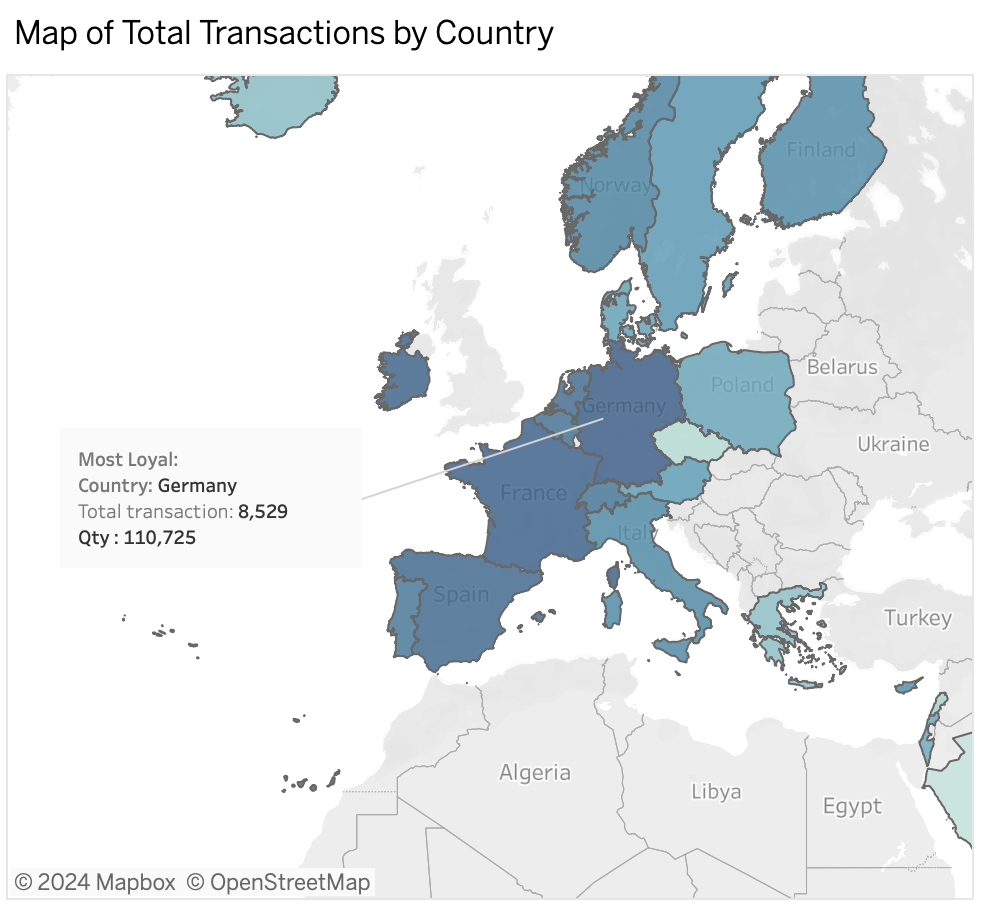 Map of Total Transactions by Country
Finland
Norway
Belarus
Poland
Germany
Ukraine
Most Loyal:
Country: Germany
Total transaction: 8,529
Qty : 110,725
France
Ital
Spain
Turkey
Algeria
Libya
Egypt
© 2024 Mapbox © OpenStreetMap